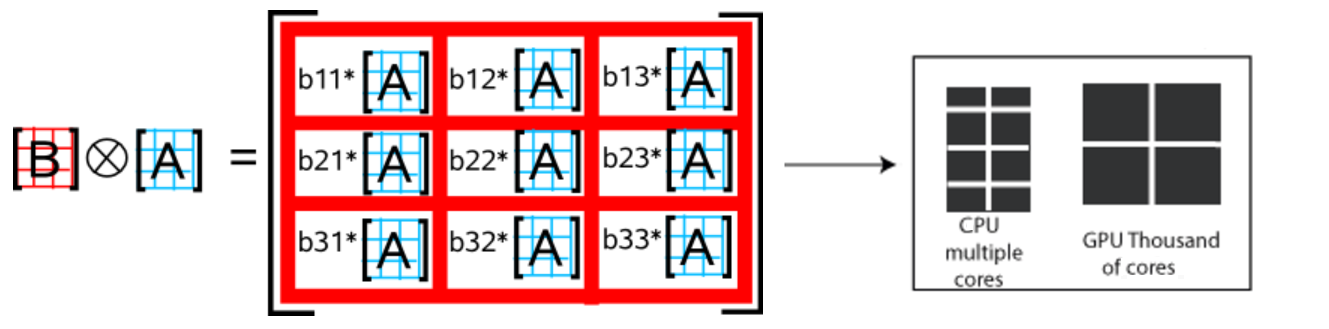 [B] ⊗ [A] =
b11* [A] b12* [A] b13* [A]
b21* [A] b22* [A] b23* [A]
b31* [A] b32* [A] b33* [A]
CPU
multiple
cores
GPU Thousand
of cores